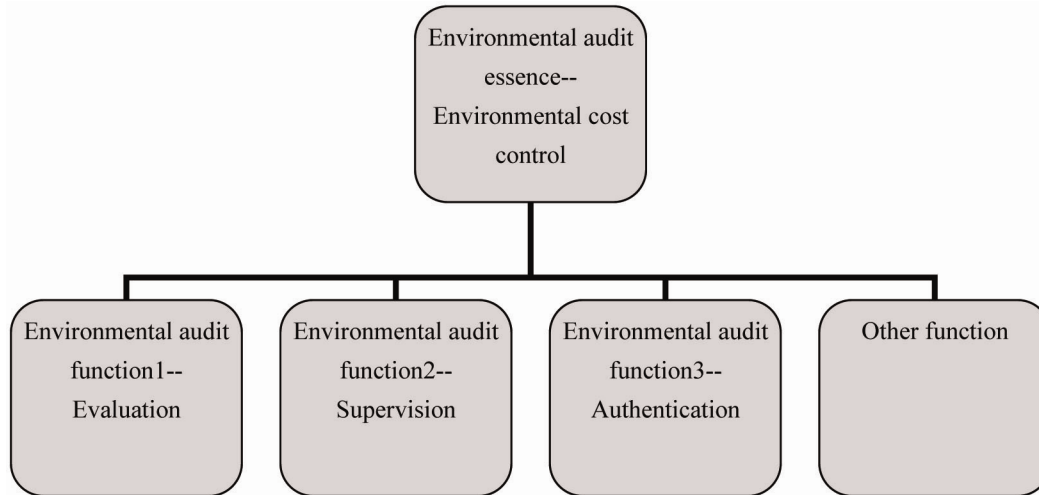 Environmental audit
essence--
Environmental cost
control
Environmental audit
function1--
Evaluation
Environmental audit
function2--
Supervision
Environmental audit
function3--
Authentication
Other function